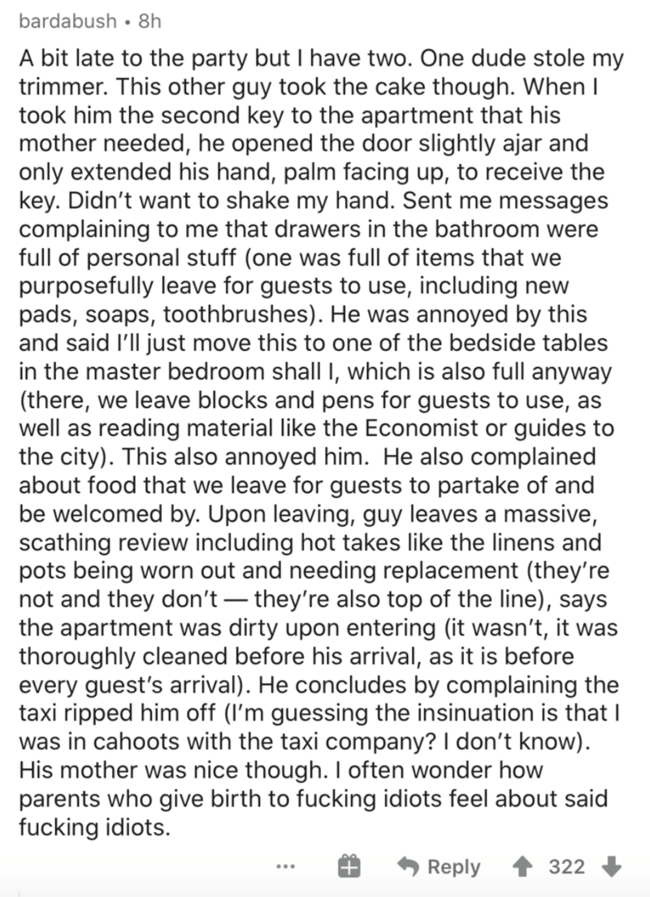 bardabush • 8h
A bit late to the party but I have two. One dude stole my
trimmer. This other guy took the cake though. When I
took him the second key to the apartment that his
mother needed, he opened the door slightly ajar and
only extended his hand, palm facing up, to receive the
key. Didn't want to shake my hand. Sent me messages
complaining to me that drawers in the bathroom were
full of personal stuff (one was full of items that we
purposefully leave for guests to use, including new
pads, soaps, toothbrushes). He was annoyed by this
and said I'll just move this to one of the bedside tables
in the master bedroom shall I, which is also full anyway
(there, we leave blocks and pens for guests to use, as
well as reading material like the Economist or guides to
the city). This also annoyed him.  He also complained
about food that we leave for guests to partake of and
be welcomed by. Upon leaving, guy leaves a massive,
scathing review including hot takes like the linens and
pots being worn out and needing replacement (they're
not and they don't — they're also top of the line), says
the apartment was dirty upon entering (it wasn't, it was
thoroughly cleaned before his arrival, as it is before
every guest's arrival). He concludes by complaining the
taxi ripped him off (I'm guessing the insinuation is that I
was in cahoots with the taxi company? I don't know).
His mother was nice though. I often wonder how
parents who give birth to fucking idiots feel about said
fucking idiots.
... Reply 322